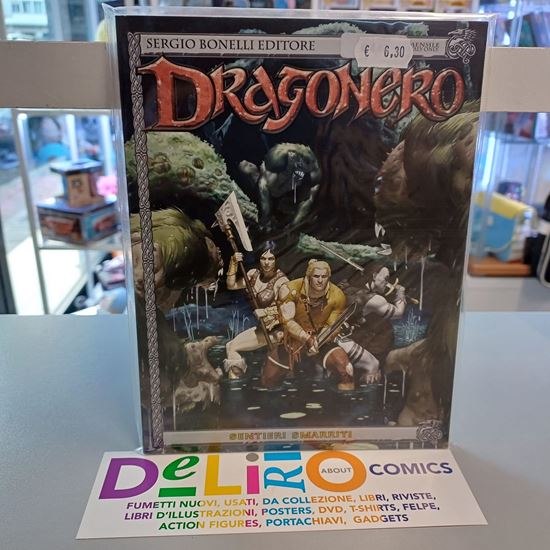 SERGIO BONELLI EDITORE
€ 6,30
DRAGONERO
SENTIERI SMARRITI
DeLiRiO ABOUT COMICS
FUMETTI NUOVI, USATI, DA COLLEZIONE, LIBRI, RIVISTE,
LIBRI D'ILLUSTRAZIONI, POSTERS, DVD, T-SHIRTS, FELPE,
ACTION FIGURES, PORTACHIAVI, GADGETS